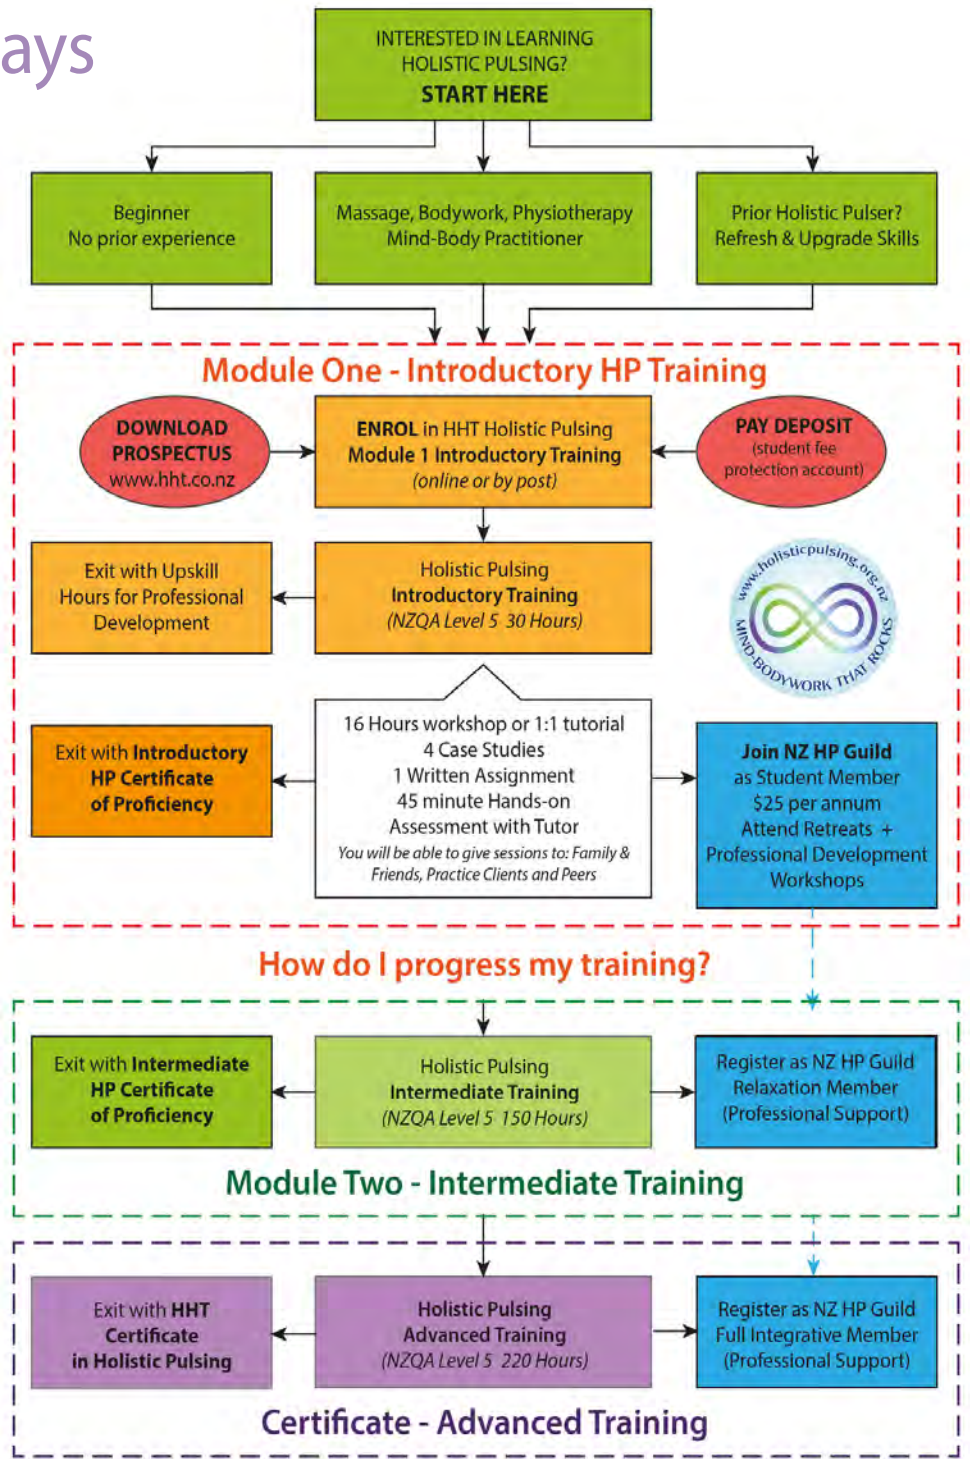 ays
INTERESTED IN LEARNING
HOLISTIC PULSING?
START HERE
Beginner
No prior experience
Massage, Bodywork, Physiotherapy
Mind-Body Practitioner
Prior Holistic Pulser?
Refresh & Upgrade Skills
Module One - Introductory HP Training
DOWNLOAD
PROSPECTUS
www.hht.co.nz
ENROL in HHT Holistic Pulsing
Module 1 Introductory Training
(online or by post)
PAY DEPOSIT
(student fee
protection account)
Exit with Upskill
Hours for Professional
Development
Holistic Pulsing
Introductory Training
(NZQA Level 5 30 Hours)
www.holisticpulsing.org.nz
MIND-BODYWORK THAT ROCKS
Exit with Introductory
HP Certificate
of Proficiency
16 Hours workshop or 1:1 tutorial
4 Case Studies
1 Written Assignment
45 minute Hands-on
Assessment with Tutor
You will be able to give sessions to: Family &
Friends, Practice Clients and Peers
Join NZ HP Guild
as Student Member
$25 per annum
Attend Retreats +
Professional Development
Workshops
How do I progress my training?
Exit with Intermediate
HP Certificate
of Proficiency
Holistic Pulsing
Intermediate Training
(NZQA Level 5 150 Hours)
Register as NZ HP Guild
Relaxation Member
(Professional Support)
Module Two - Intermediate Training
Exit with HHT
Certificate
in Holistic Pulsing
Holistic Pulsing
Advanced Training
(NZQA Level 5 220 Hours)
Register as NZ HP Guild
Full Integrative Member
(Professional Support)
Certificate - Advanced Training